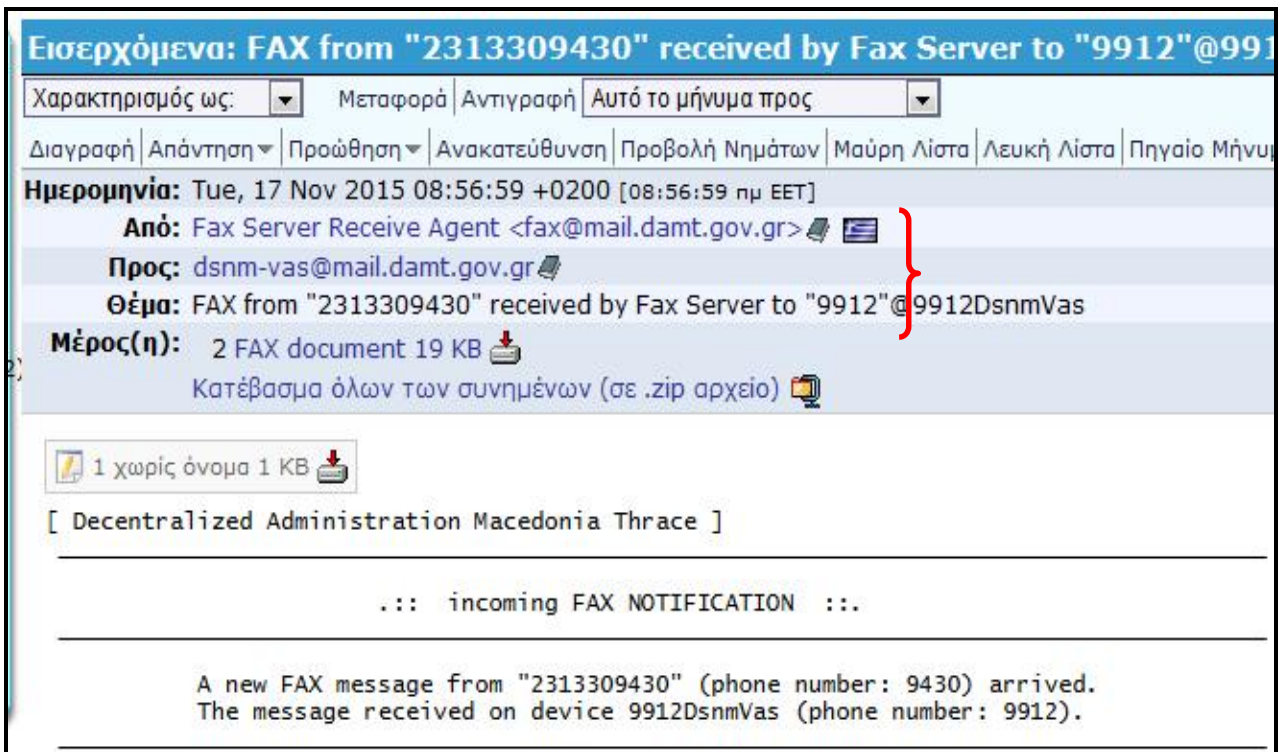 Εισερχόμενα: FAX from "2313309430" received by Fax Server to "9912"@991
Χαρακτηρισμός ως: Μεταφορά Αντιγραφή Αυτό το μήνυμα προς
Διαγραφή Απάντηση Προώθηση Ανακατεύθυνση Προβολή Νημάτων Μαύρη Λίστα Λευκή Λίστα Πηγαίο Μήνυμ
Ημερομηνία: Tue, 17 Nov 2015 08:56:59 +0200 [08:56:59 πμ EET]
Από: Fax Server Receive Agent <fax@mail.damt.gov.gr>
Προς: dsnm-vas@mail.damt.gov.gr
Θέμα: FAX from "2313309430" received by Fax Server to "9912"@9912DsnmVas
Μέρος(η): 2 FAX document 19 KB
2)
Κατέβασμα όλων των συνημένων (σε .zip αρχείο)
1 χωρίς όνομα 1 KB
[ Decentralized Administration Macedonia Thrace ]
.:: incoming FAX NOTIFICATION ::.
A new FAX message from "2313309430" (phone number: 9430) arrived.
The message received on device 9912DsnmVas (phone number: 9912).